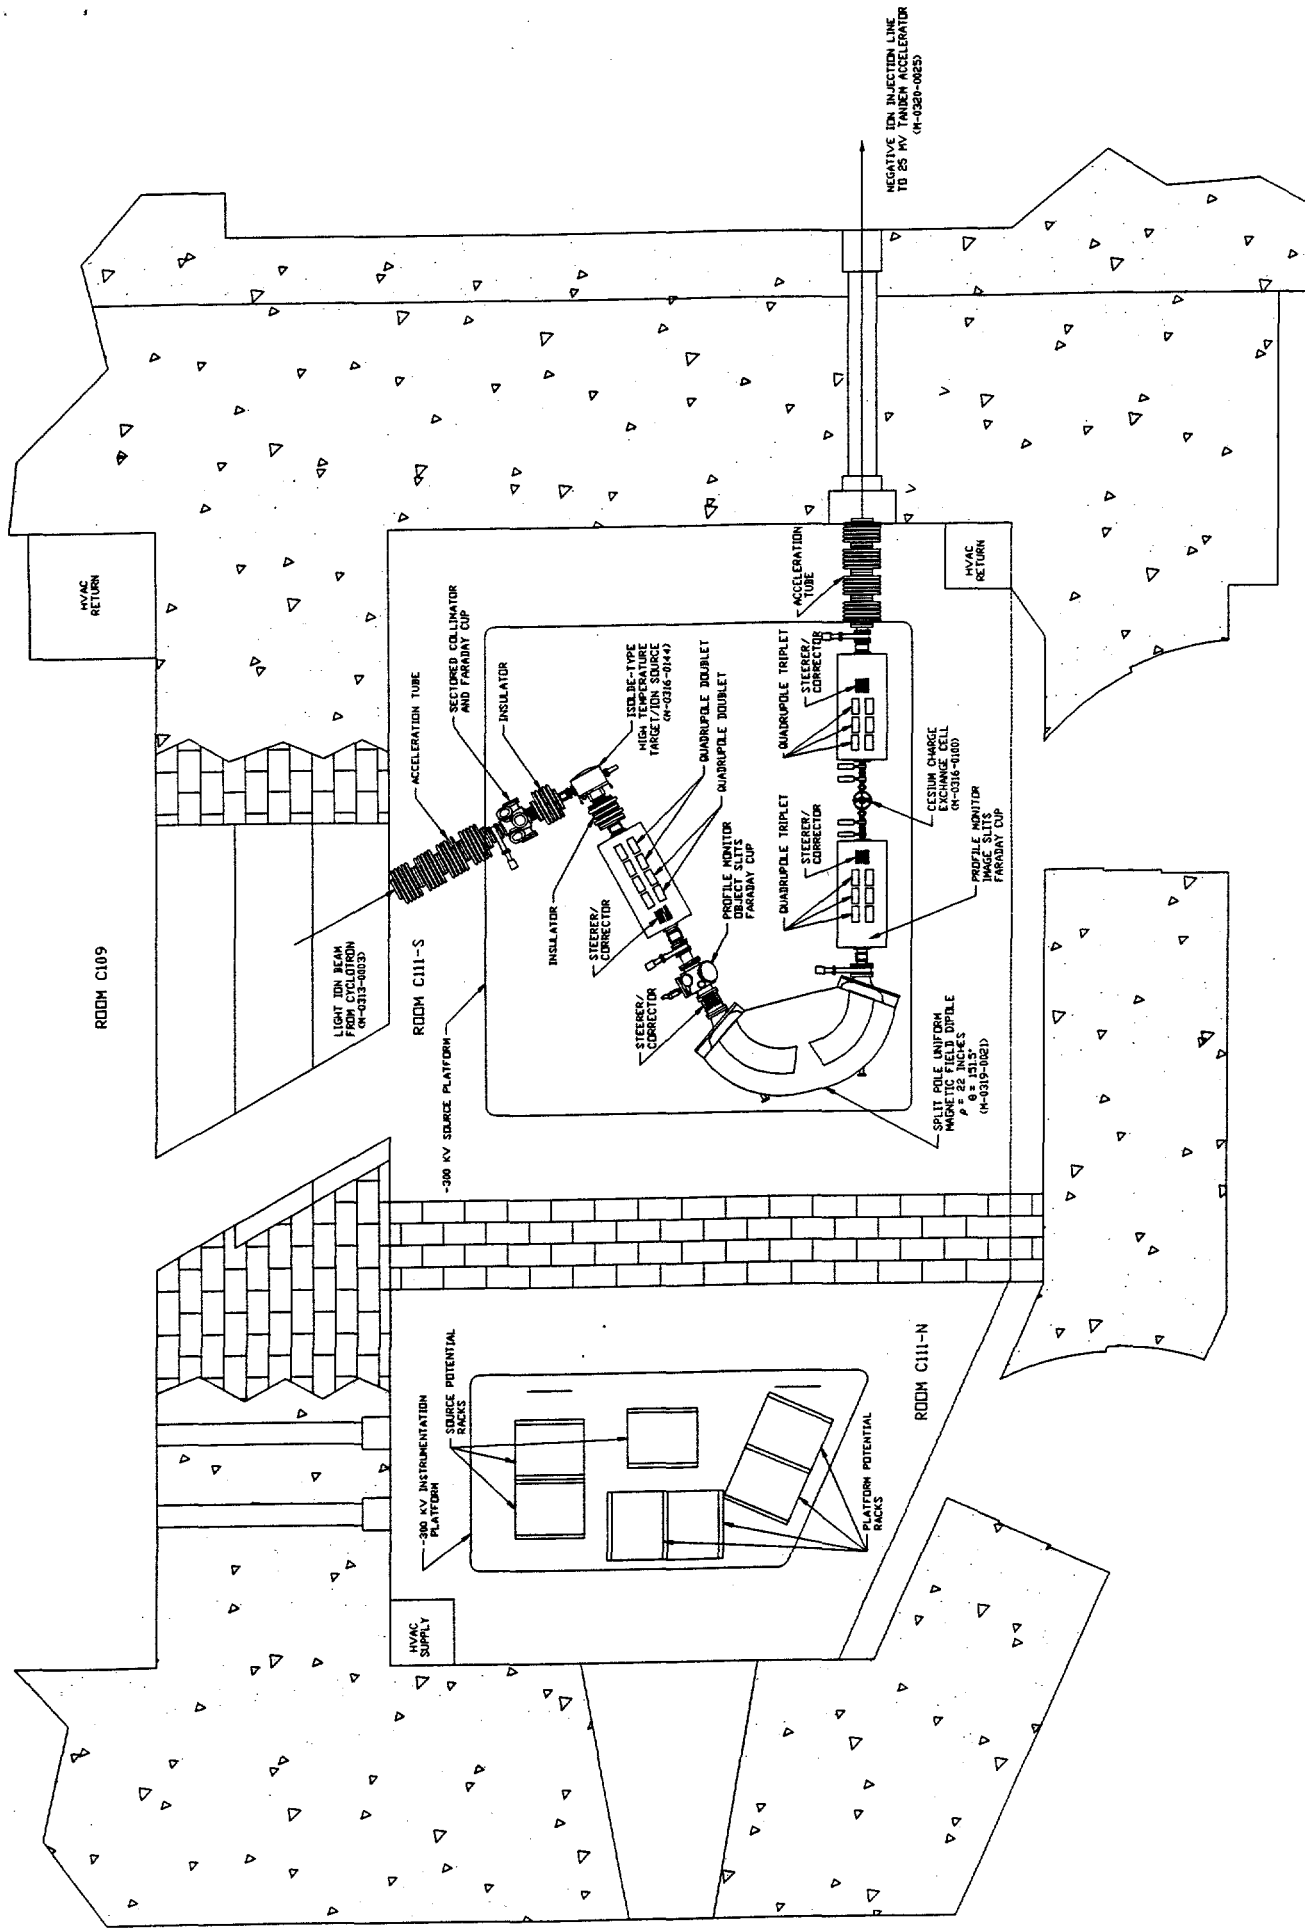 ROOM C109
HVAC
RETURN
LIGHT ION BEAM
FROM CYCLOTRON
(M-0313-0003)
ACCELERATION TUBE
SECTORED COLLIMATOR
AND FARADAY CUP
INSULATOR
ISOLDE-TYPE
HIGH TEMPERATURE
TARGET/ION SOURCE
(M-0316-0144)
QUADRUPOLE DOUBLET
QUADRUPOLE DOUBLET
ROOM C111-S
-300 KV SOURCE PLATFORM
INSULATOR
STEERER/
CORRECTOR
STEERER/
CORRECTOR
PROFILE MONITOR
OBJECT SLITS
FARADAY CUP
QUADRUPOLE TRIPLET
STEERER/
CORRECTOR
QUADRUPOLE TRIPLET
STEERER/
CORRECTOR
ACCELERATION
TUBE
NEGATIVE ION INJECTION LINE
TO 25 MV TANDEM ACCELERATOR
(M-0320-0025)
CESIUM CHARGE
EXCHANGE CELL
(M-0316-0100)
PROFILE MONITOR
IMAGE SLITS
FARADAY CUP
SPLIT POLE UNIFORM
MAGNETIC FIELD DIPOLE
ρ = 22 INCHES
θ = 151.5°
(M-0319-0021)
HVAC
RETURN
-300 KV INSTRUMENTATION
PLATFORM
SOURCE POTENTIAL
RACKS
HVAC
SUPPLY
PLATFORM POTENTIAL
RACKS
ROOM C111-N